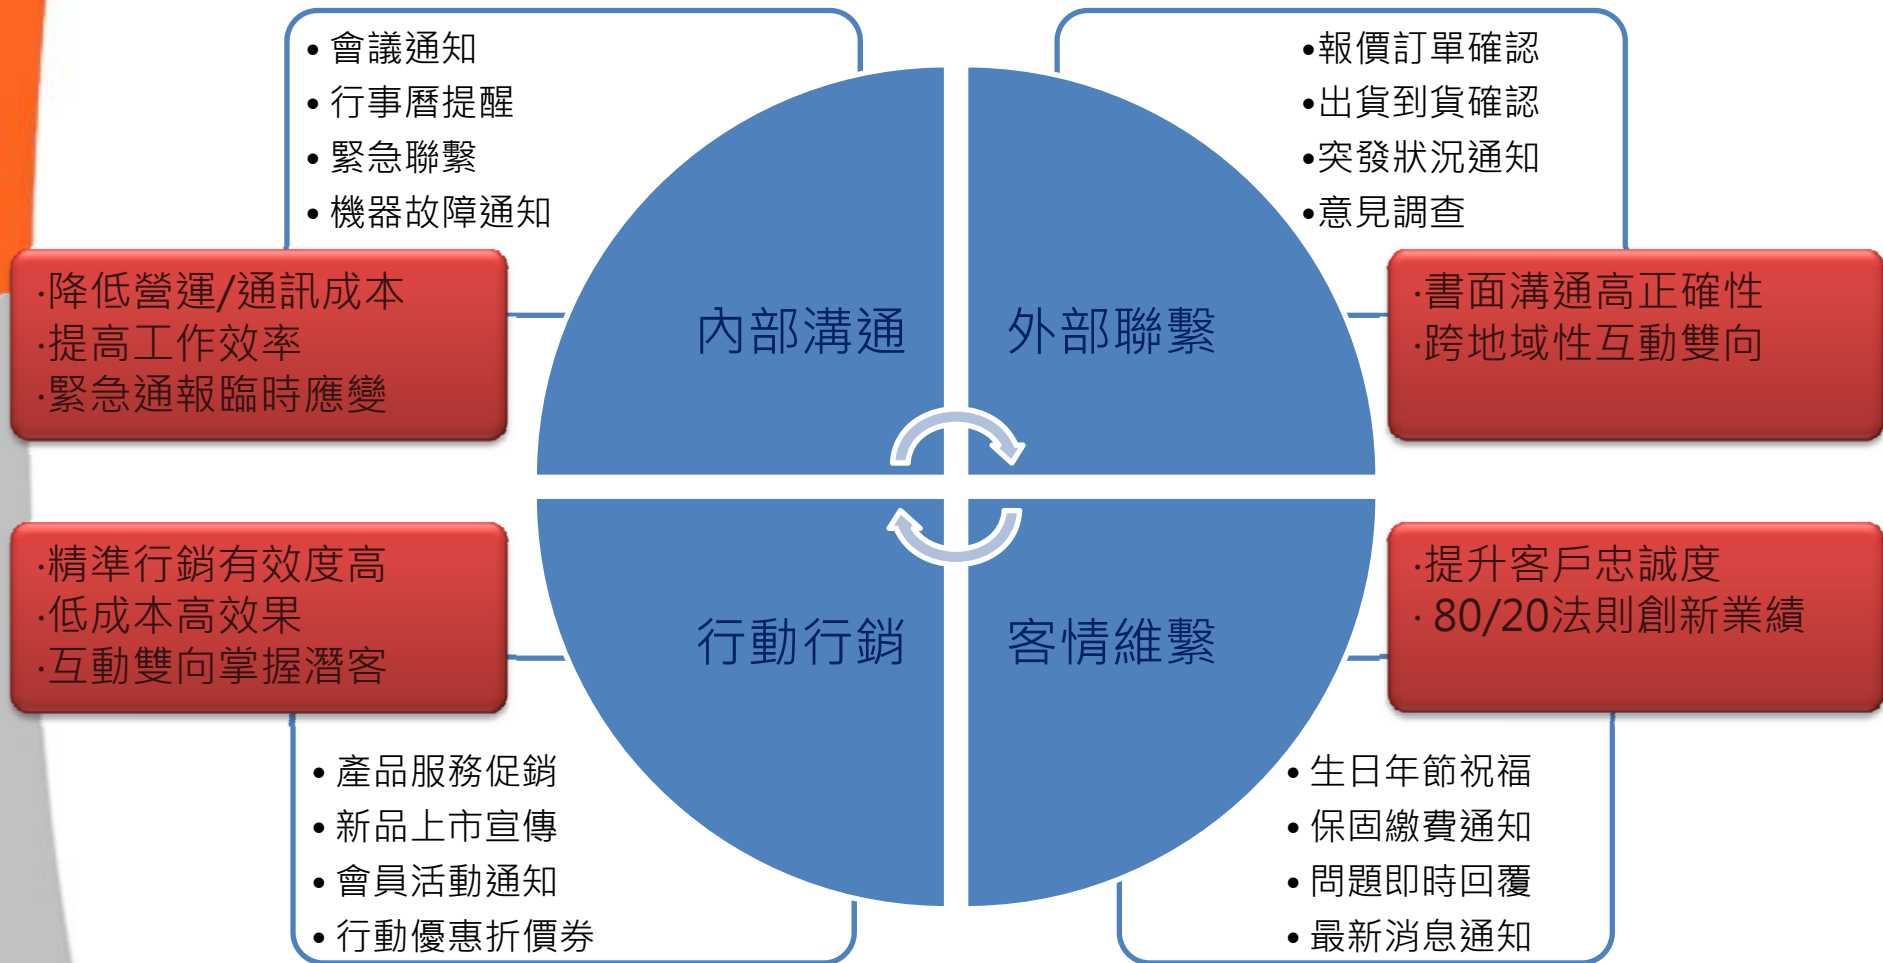 • 會議通知
• 行事曆提醒
• 緊急聯繫
• 機器故障通知
•報價訂單確認
•出貨到貨確認
•突發狀況通知
•意見調查
·降低營運/通訊成本
·提高工作效率
·緊急通報臨時應變
內部溝通
外部聯繫
·書面溝通高正確性
·跨地域性互動雙向
·精準行銷有效度高
·低成本高效果
·互動雙向掌握潛客
行動行銷
客情維繫
·提升客戶忠誠度
· 80/20法則創新業績
• 產品服務促銷
• 新品上市宣傳
• 會員活動通知
• 行動優惠折價券
• 生日年節祝福
• 保固繳費通知
• 問題即時回覆
• 最新消息通知